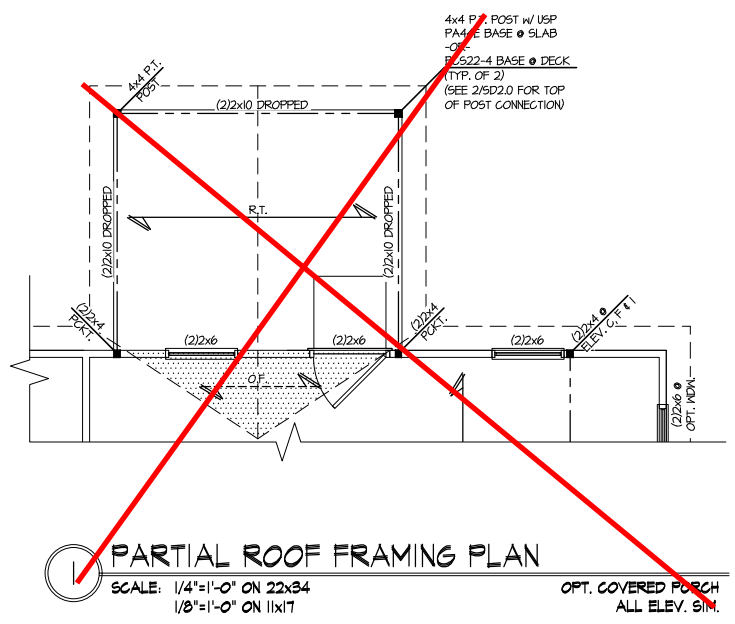 4x4 P.T. POST w/ USP
PA44E BASE @ SLAB
-OR-
PCS22-4 BASE @ DECK
(TYP. OF 2)
(SEE 2/SD2.0 FOR TOP
OF POST CONNECTION)
4x4 P.T.
POST
(2)2x10 DROPPED
(2)2x10 DROPPED
(2)2x10 DROPPED
R.T.
(2)2x4
PCKT.
(2)2x6
(2)2x6
(2)2x4
PCKT.
(2)2x6
(2)2x4 @
ELEV. C, F & I
O.F.
(2)2x6 @
OPT. WDW.
1
PARTIAL ROOF FRAMING PLAN
SCALE: 1/4"=1'-0" ON 22x34
1/8"=1'-0" ON 11x17
OPT. COVERED PORCH
ALL ELEV. SIM.